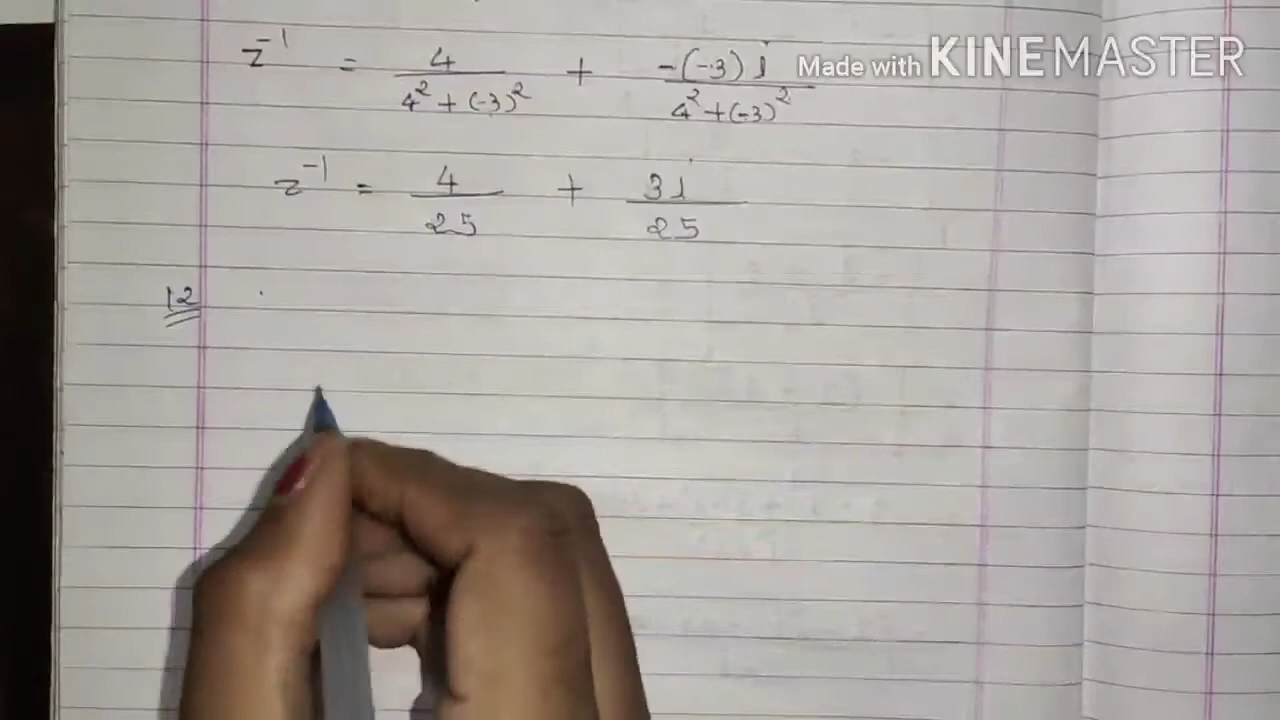 z⁻¹ = 4/(4² + (-3)²) + -(-3)i/(4² + (-3)²)
Made with KINEMASTER
z⁻¹ = 4/25 + 3i/25
12